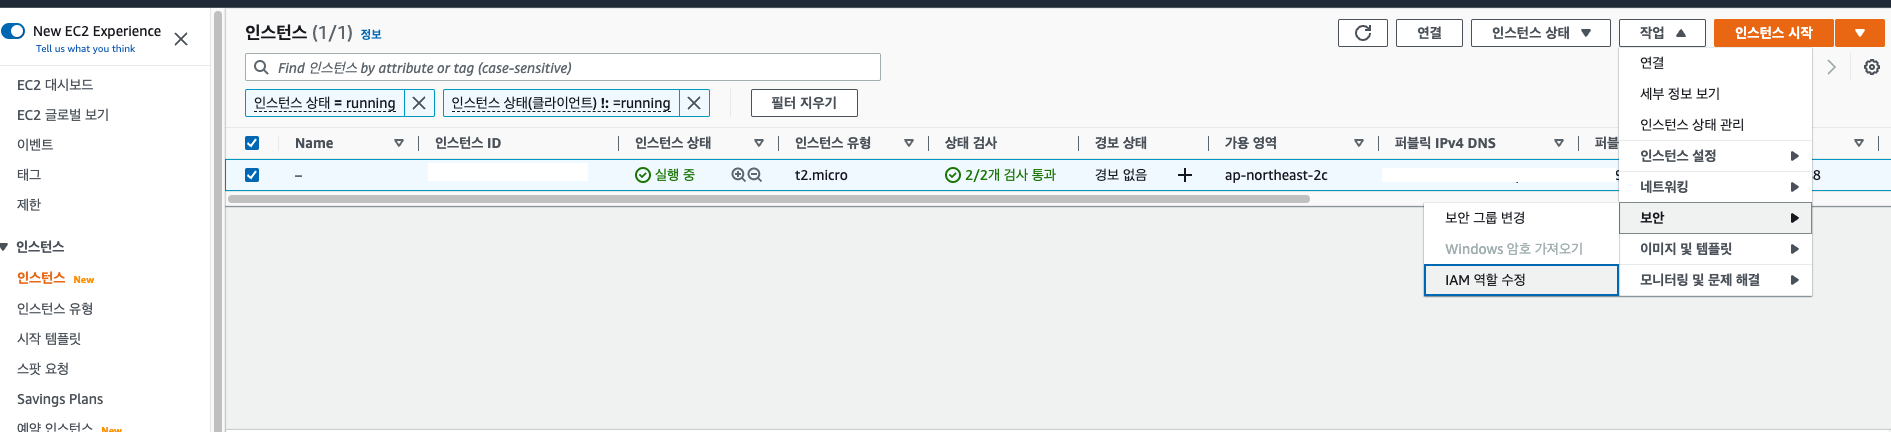 New EC2 Experience
Tell us what you think
EC2 대시보드
EC2 글로벌 보기
이벤트
태그
제한
인스턴스
인스턴스 New
인스턴스 유형
시작 템플릿
스팟 요청
Savings Plans
예약 인스턴스 New
인스턴스 (1/1) 정보
연결
인스턴스 상태
작업
인스턴스 시작
Find 인스턴스 by attribute or tag (case-sensitive)
인스턴스 상태 = running
인스턴스 상태(클라이언트) !: =running
필터 지우기
Name 인스턴스 ID 인스턴스 상태 인스턴스 유형 상태 검사 경보 상태 가용 영역 퍼블릭 IPv4 DNS 퍼블
– 실행 중 t2.micro 2/2개 검사 통과 경보 없음 ap-northeast-2c 8
연결
세부 정보 보기
인스턴스 상태 관리
인스턴스 설정
네트워킹
보안
이미지 및 템플릿
모니터링 및 문제 해결
보안 그룹 변경
Windows 암호 가져오기
IAM 역할 수정